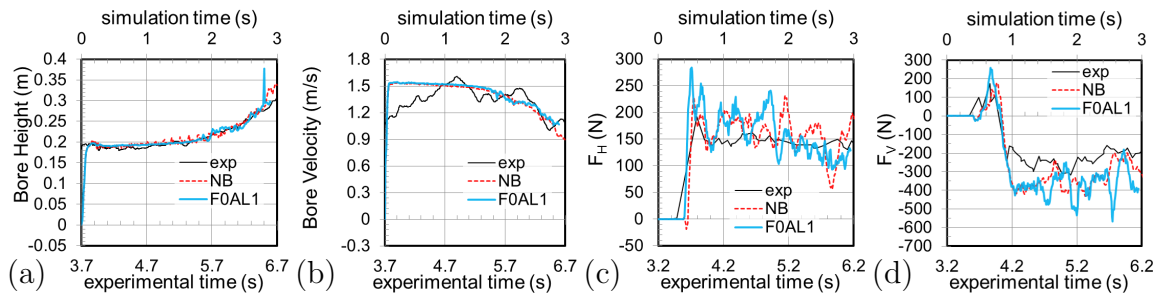 simulation time (s)
0 1 2 3
Bore Height (m)
0.4
0.35
0.3
0.25
0.2
0.15
0.1
0.05
0
-0.05
exp
NB
F0AL1
3.7 4.7 5.7 6.7
experimental time (s)
(a)
simulation time (s)
0 1 2 3
Bore Velocity (m/s)
1.8
1.5
1.2
0.9
0.6
0.3
0
-0.3
exp
NB
F0AL1
3.7 4.7 5.7 6.7
experimental time (s)
(b)
simulation time (s)
0 1 2 3
F_H (N)
300
250
200
150
100
50
0
-50
exp
NB
F0AL1
3.2 4.2 5.2 6.2
experimental time (s)
(c)
simulation time (s)
0 1 2 3
F_V (N)
300
200
100
0
-100
-200
-300
-400
-500
-600
-700
exp
NB
F0AL1
3.2 4.2 5.2 6.2
experimental time (s)
(d)